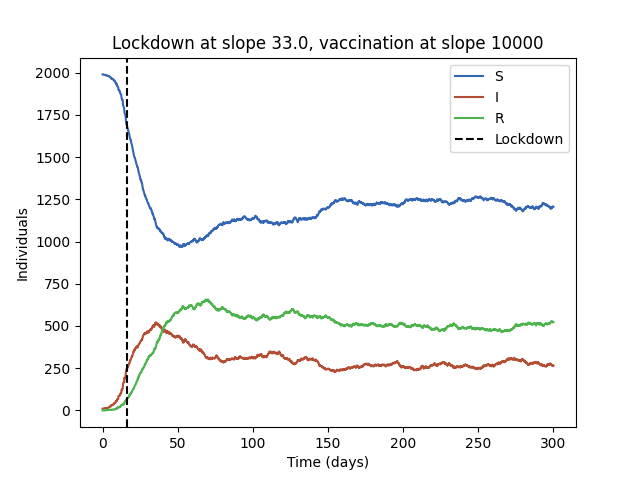 Lockdown at slope 33.0, vaccination at slope 10000
S
I
R
Lockdown
2000
1750
1500
1250
1000
750
500
250
0
Individuals
0 50 100 150 200 250 300
Time (days)